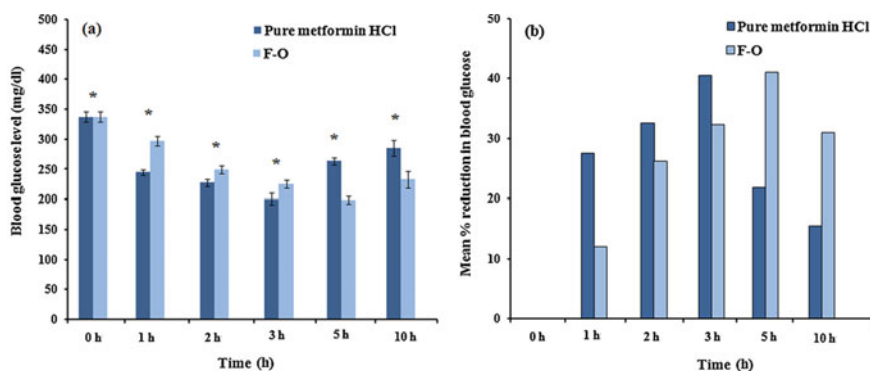 (a)
Pure metformin HCl
F-O
Blood glucose level (mg/dl)
500
450
400
350
300
250
200
150
100
50
0
* * * * * *
0 h 1 h 2 h 3 h 5 h 10 h
Time (h)
(b)
Pure metformin HCl
F-O
Mean % reduction in blood glucose
50
40
30
20
10
0
0 h 1 h 2 h 3 h 5 h 10 h
Time (h)